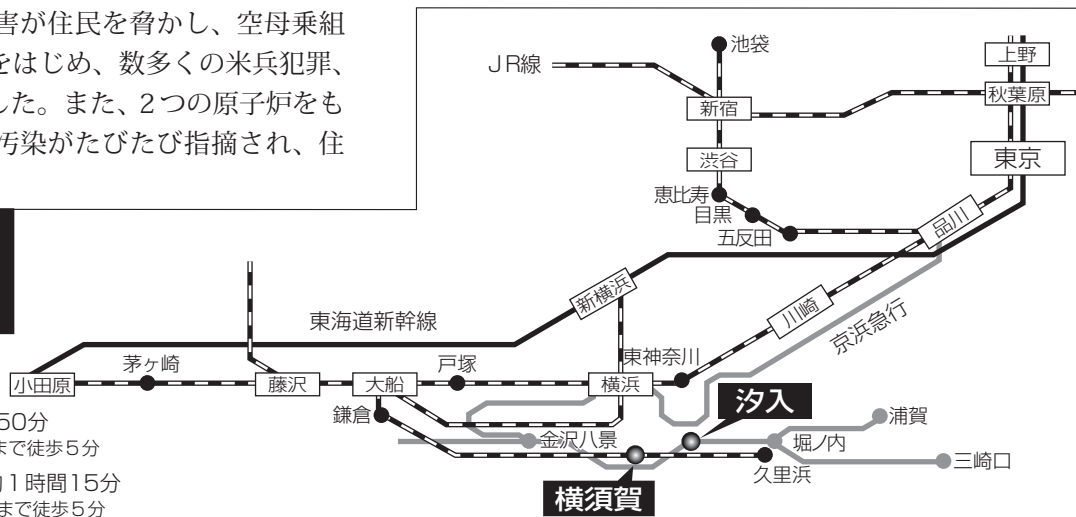 害が住民を脅かし、空母乗組
をはじめ、数多くの米兵犯罪、
した。また、2つの原子炉をも
汚染がたびたび指摘され、住
池袋
上野
JR線
新宿
秋葉原
渋谷
東京
恵比寿
目黒
五反田
品川
新横浜
川崎
東海道新幹線
京浜急行
茅ヶ崎
戸塚
東神奈川
小田原
藤沢
大船
横浜
汐入
鎌倉
浦賀
50分
金沢八景
堀ノ内
まで徒歩5分
三崎口
久里浜
1時間15分
横須賀
まで徒歩5分